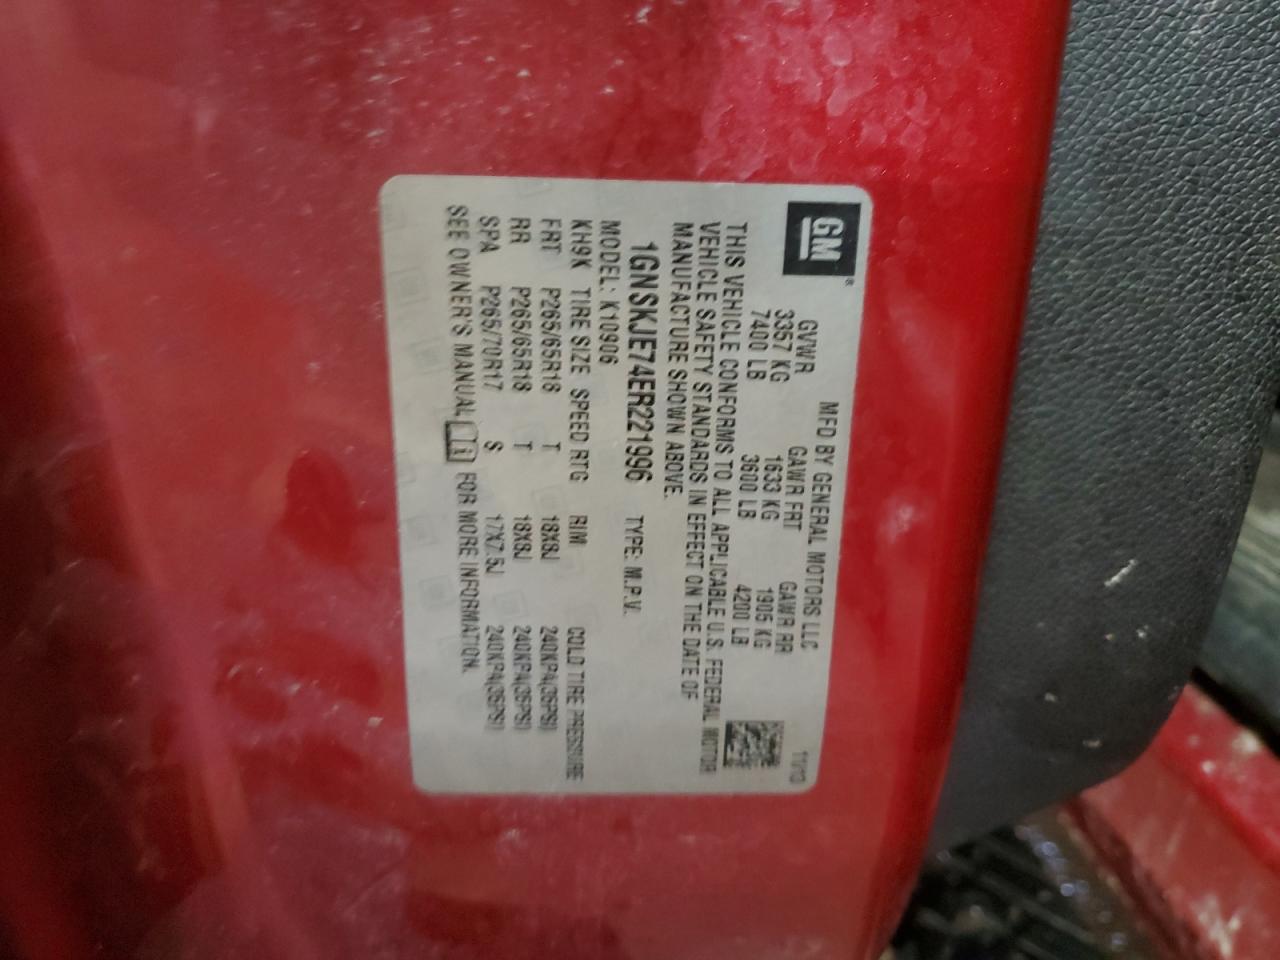 GM®
MFD BY GENERAL MOTORS LLC 11/13
GVWR GAWR FRT GAWR RR
3357 KG 1633 KG 1905 KG
7400 LB 3600 LB 4200 LB
THIS VEHICLE CONFORMS TO ALL APPLICABLE U.S. FEDERAL MOTOR
VEHICLE SAFETY STANDARDS IN EFFECT ON THE DATE OF
MANUFACTURE SHOWN ABOVE.
1GNSKJE74ER221996 TYPE: M.P.V.
MODEL: K10906
KH9K TIRE SIZE SPEED RTG RIM COLD TIRE PRESSURE
FRT P265/65R18 T 18X8J 240KPA(35PSI)
RR P265/65R18 T 18X8J 240KPA(35PSI)
SPA P265/70R17 S 17X7.5J 240KPA(35PSI)
SEE OWNER'S MANUAL FOR MORE INFORMATION.